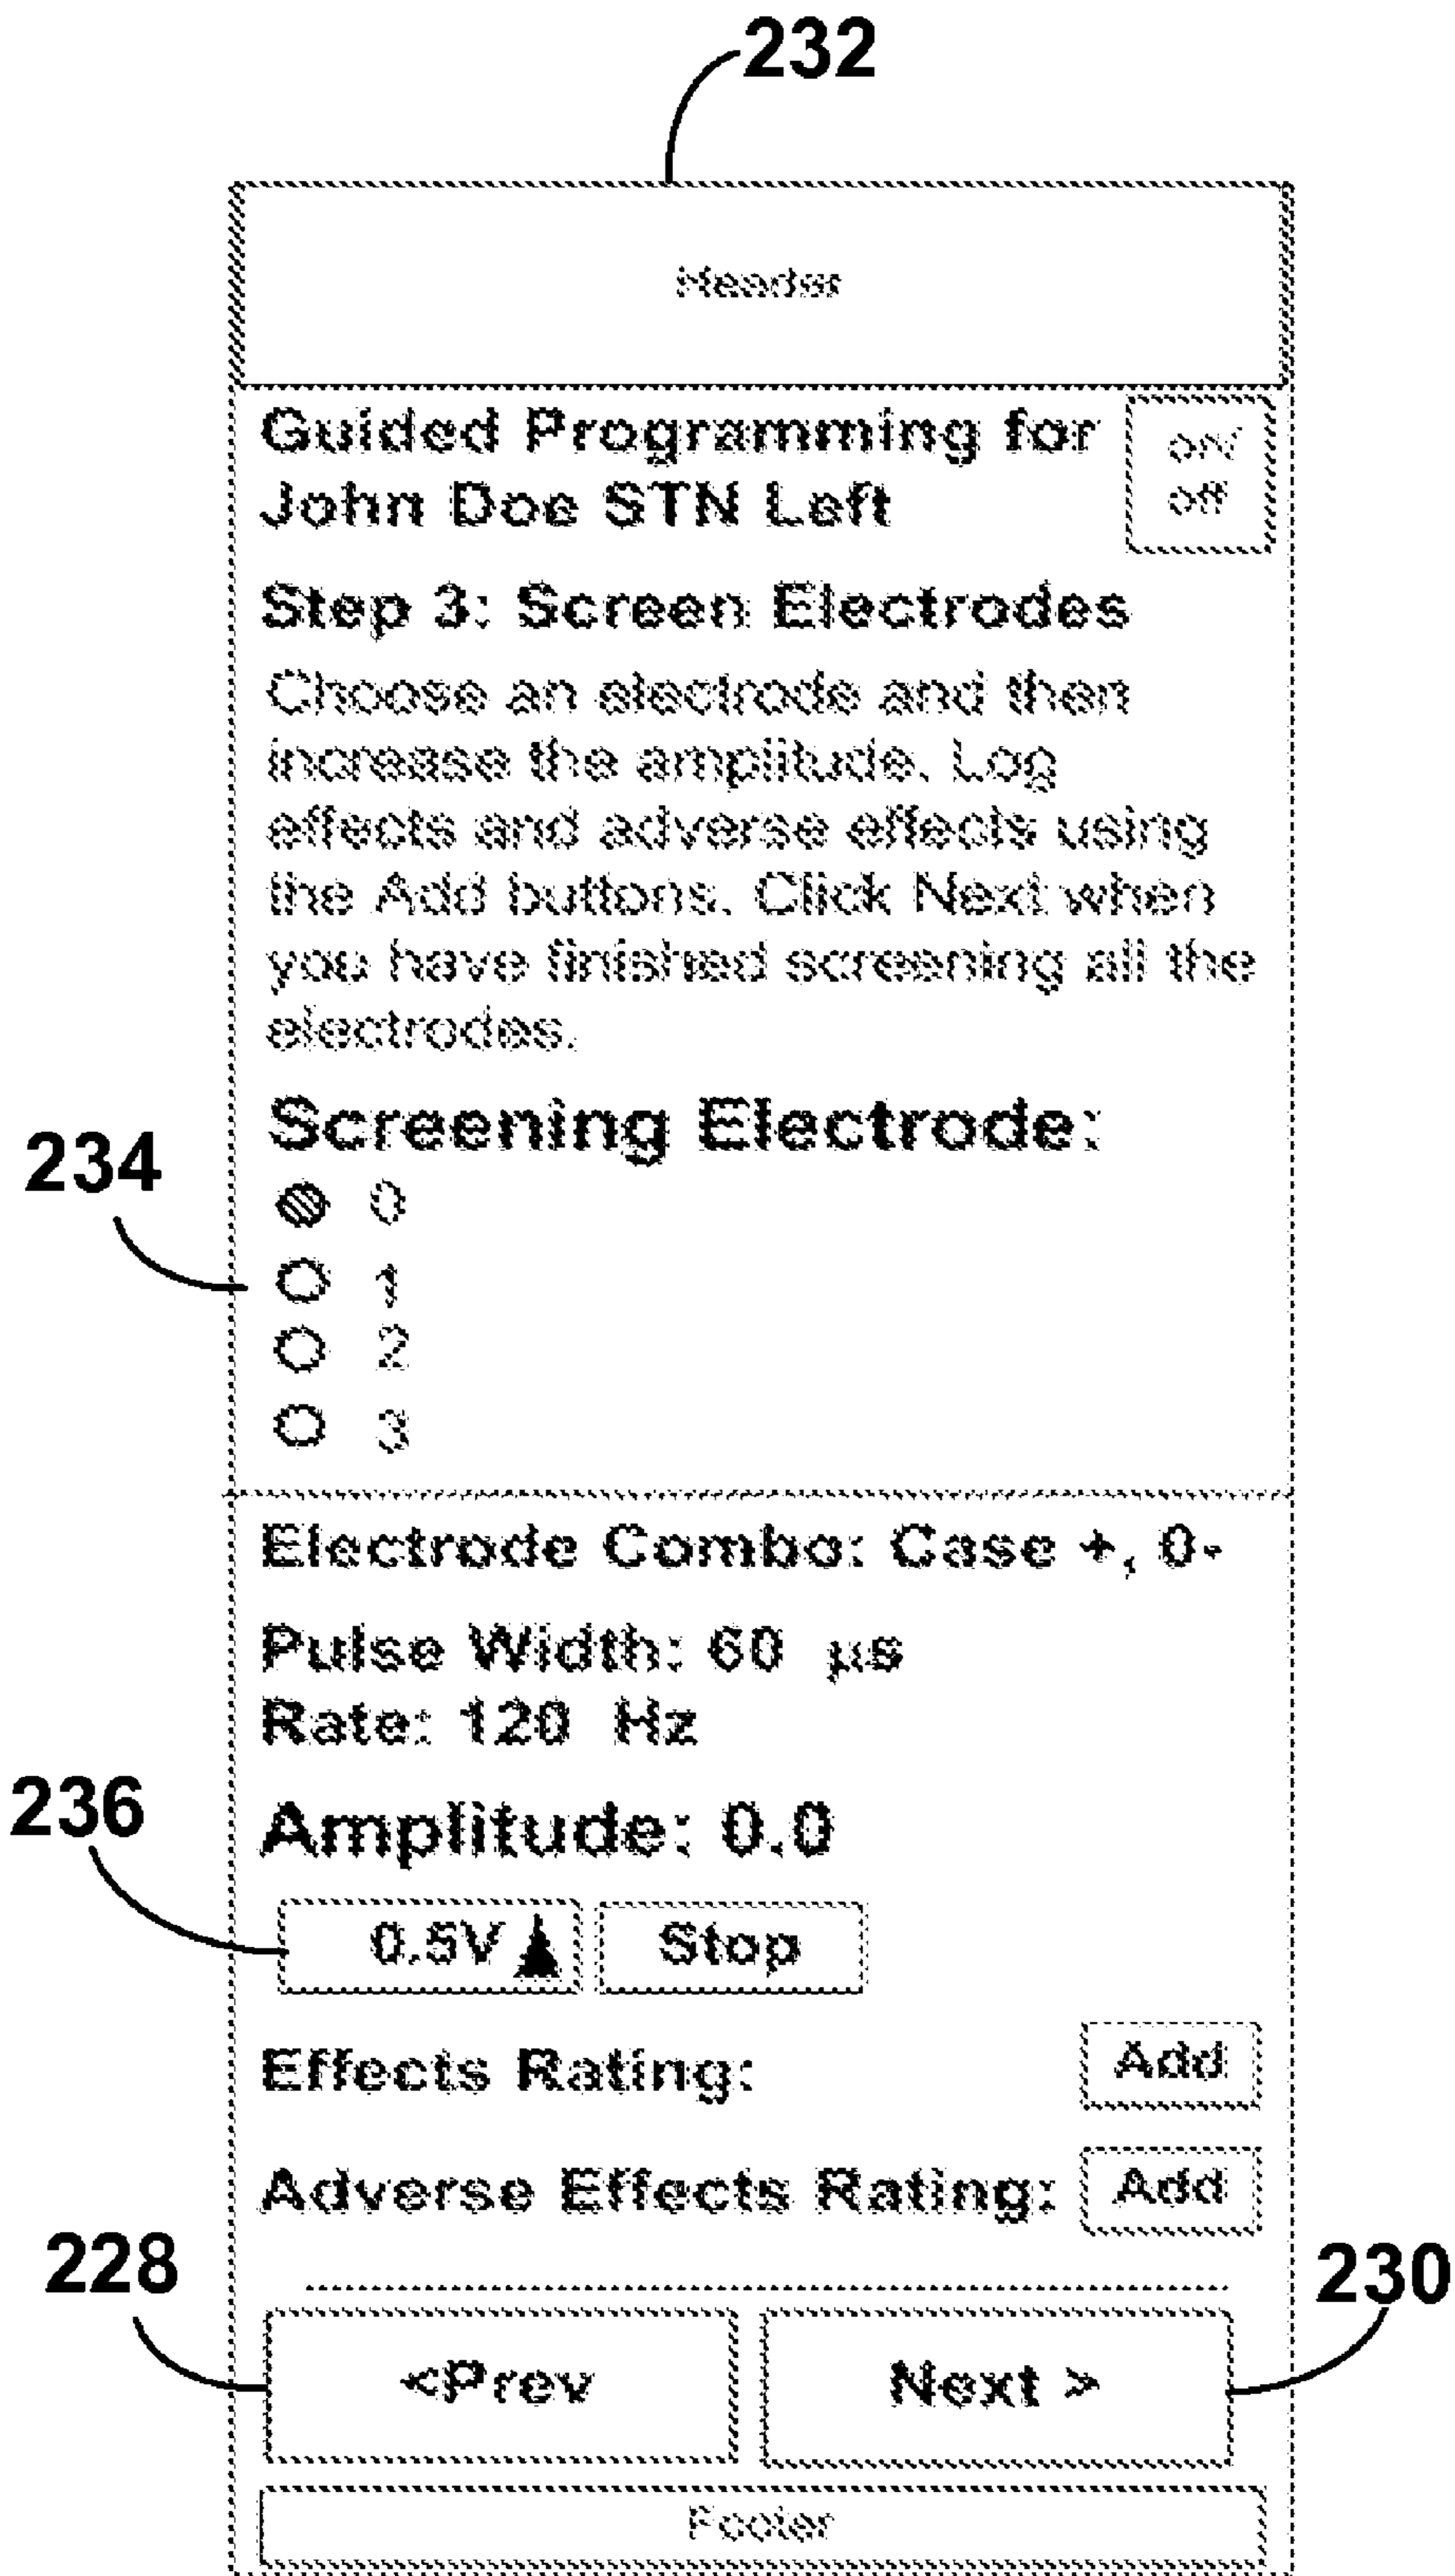 232
Header
Guided Programming for
John Doe STN Left
on/
off
Step 3: Screen Electrodes
Choose an electrode and then
increase the amplitude. Log
effects and adverse effects using
the Add buttons. Click Next when
you have finished screening all the
electrodes.
Screening Electrode:
234
0
1
2
3
Electrode Combo: Case +, 0-
Pulse Width: 60 µs
Rate: 120 Hz
236
Amplitude: 0.0
0.5V ▲ Stop
Effects Rating: Add
Adverse Effects Rating: Add
228
230
<Prev Next >
Footer